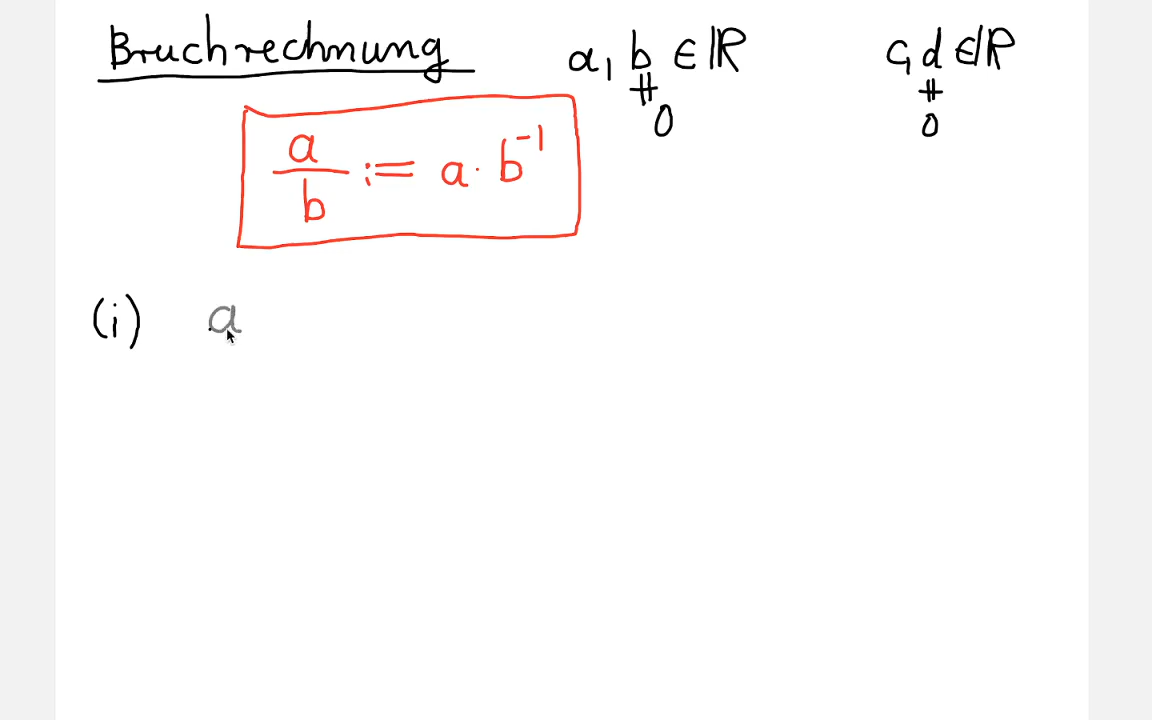 Bruchrechnung a, b ∈ ℝ c, d ∈ ℝ
≠ ≠
0 0
a/b := a · b⁻¹
(i) a